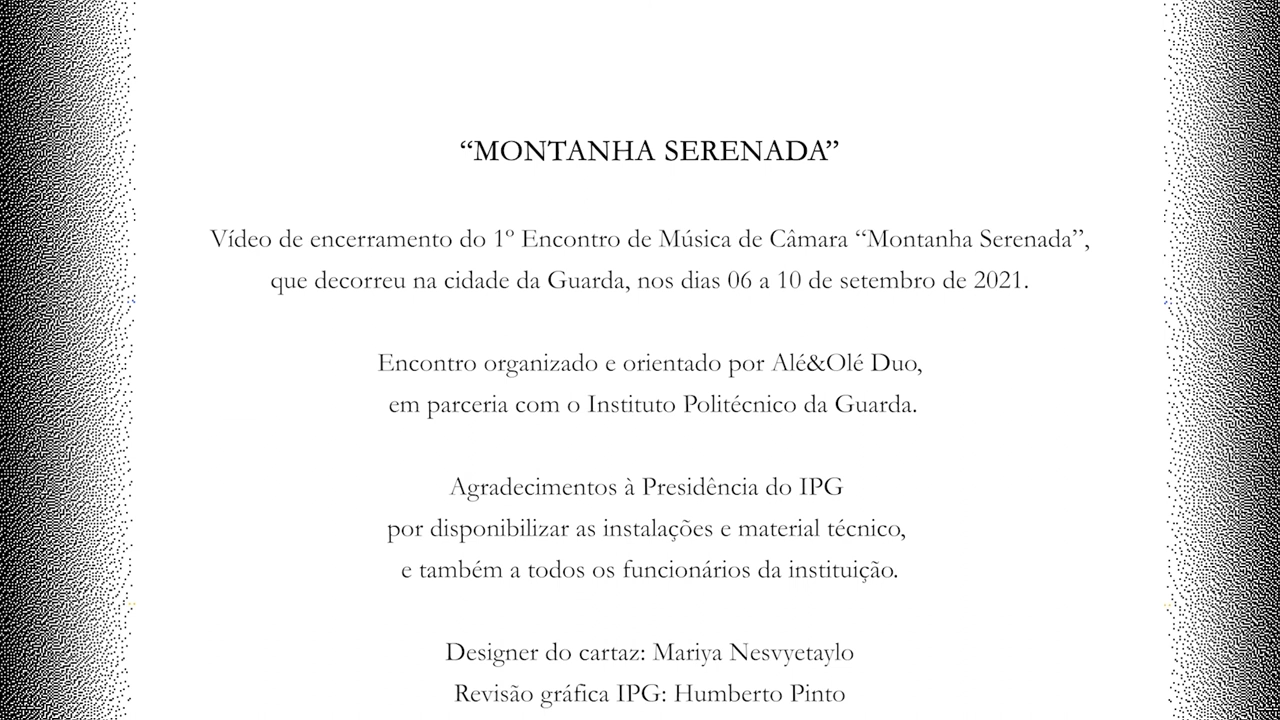 “MONTANHA SERENADA”
Vídeo de encerramento do 1º Encontro de Música de Câmara “Montanha Serenada”,
que decorreu na cidade da Guarda, nos dias 06 a 10 de setembro de 2021.
Encontro organizado e orientado por Alé&Olé Duo,
em parceria com o Instituto Politécnico da Guarda.
Agradecimentos à Presidência do IPG
por disponibilizar as instalações e material técnico,
e também a todos os funcionários da instituição.
Designer do cartaz: Mariya Nesvyetaylo
Revisão gráfica IPG: Humberto Pinto